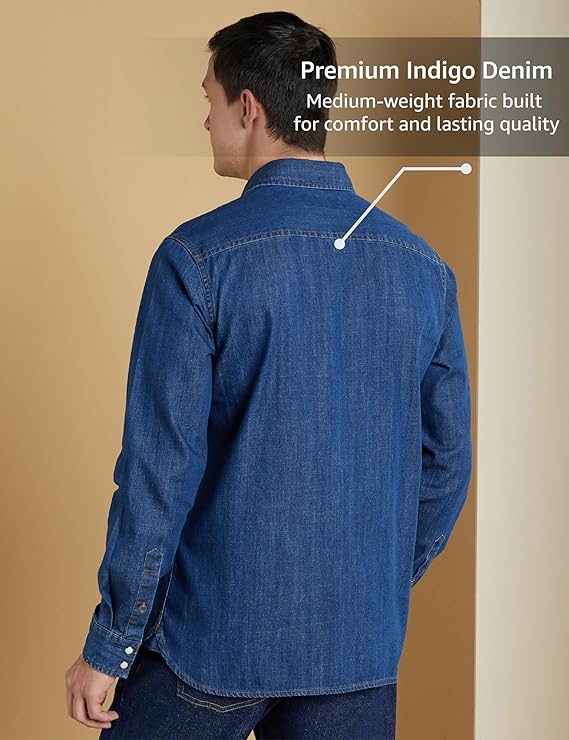 Premium Indigo Denim
Medium-weight fabric built
for comfort and lasting quality